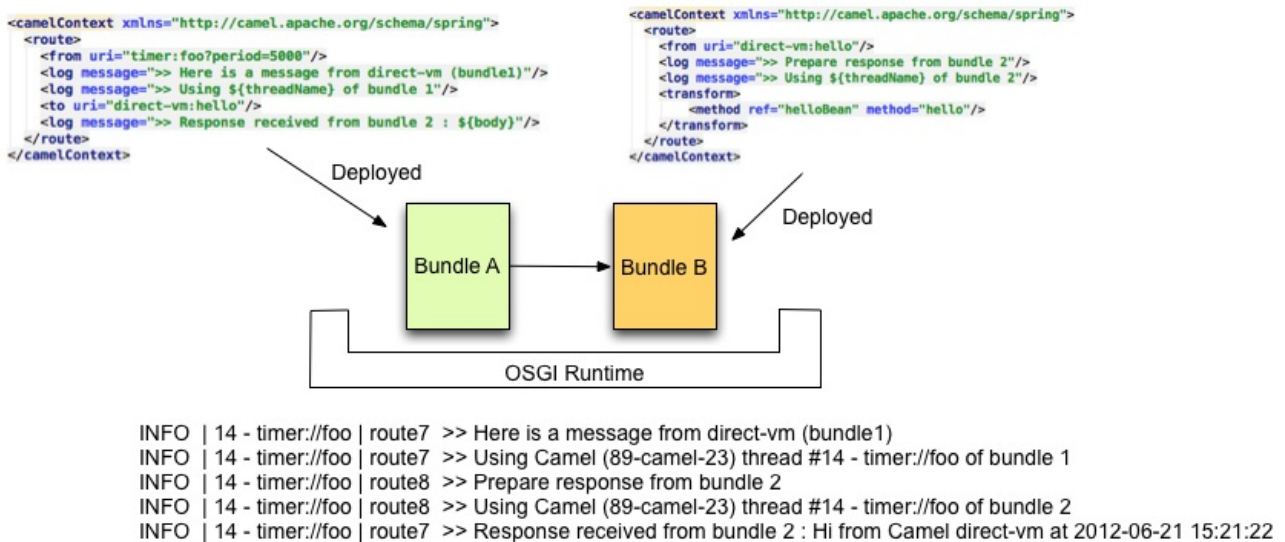 <camelContext xmlns="http://camel.apache.org/schema/spring">
<route>
<from uri="timer:foo?period=5000"/>
<log message=">> Here is a message from direct-vm (bundle1)"/>
<log message=">> Using ${threadName} of bundle 1"/>
<to uri="direct-vm:hello"/>
<log message=">> Response received from bundle 2 : ${body}"/>
</route>
</camelContext>
<camelContext xmlns="http://camel.apache.org/schema/spring">
<route>
<from uri="direct-vm:hello"/>
<log message=">> Prepare response from bundle 2"/>
<log message=">> Using ${threadName} of bundle 2"/>
<transform>
<method ref="helloBean" method="hello"/>
</transform>
</route>
</camelContext>
Deployed
Deployed
Bundle A
Bundle B
OSGI Runtime
INFO | 14 - timer://foo | route7 >> Here is a message from direct-vm (bundle1)
INFO | 14 - timer://foo | route7 >> Using Camel (89-camel-23) thread #14 - timer://foo of bundle 1
INFO | 14 - timer://foo | route8 >> Prepare response from bundle 2
INFO | 14 - timer://foo | route8 >> Using Camel (89-camel-23) thread #14 - timer://foo of bundle 2
INFO | 14 - timer://foo | route7 >> Response received from bundle 2 : Hi from Camel direct-vm at 2012-06-21 15:21:22